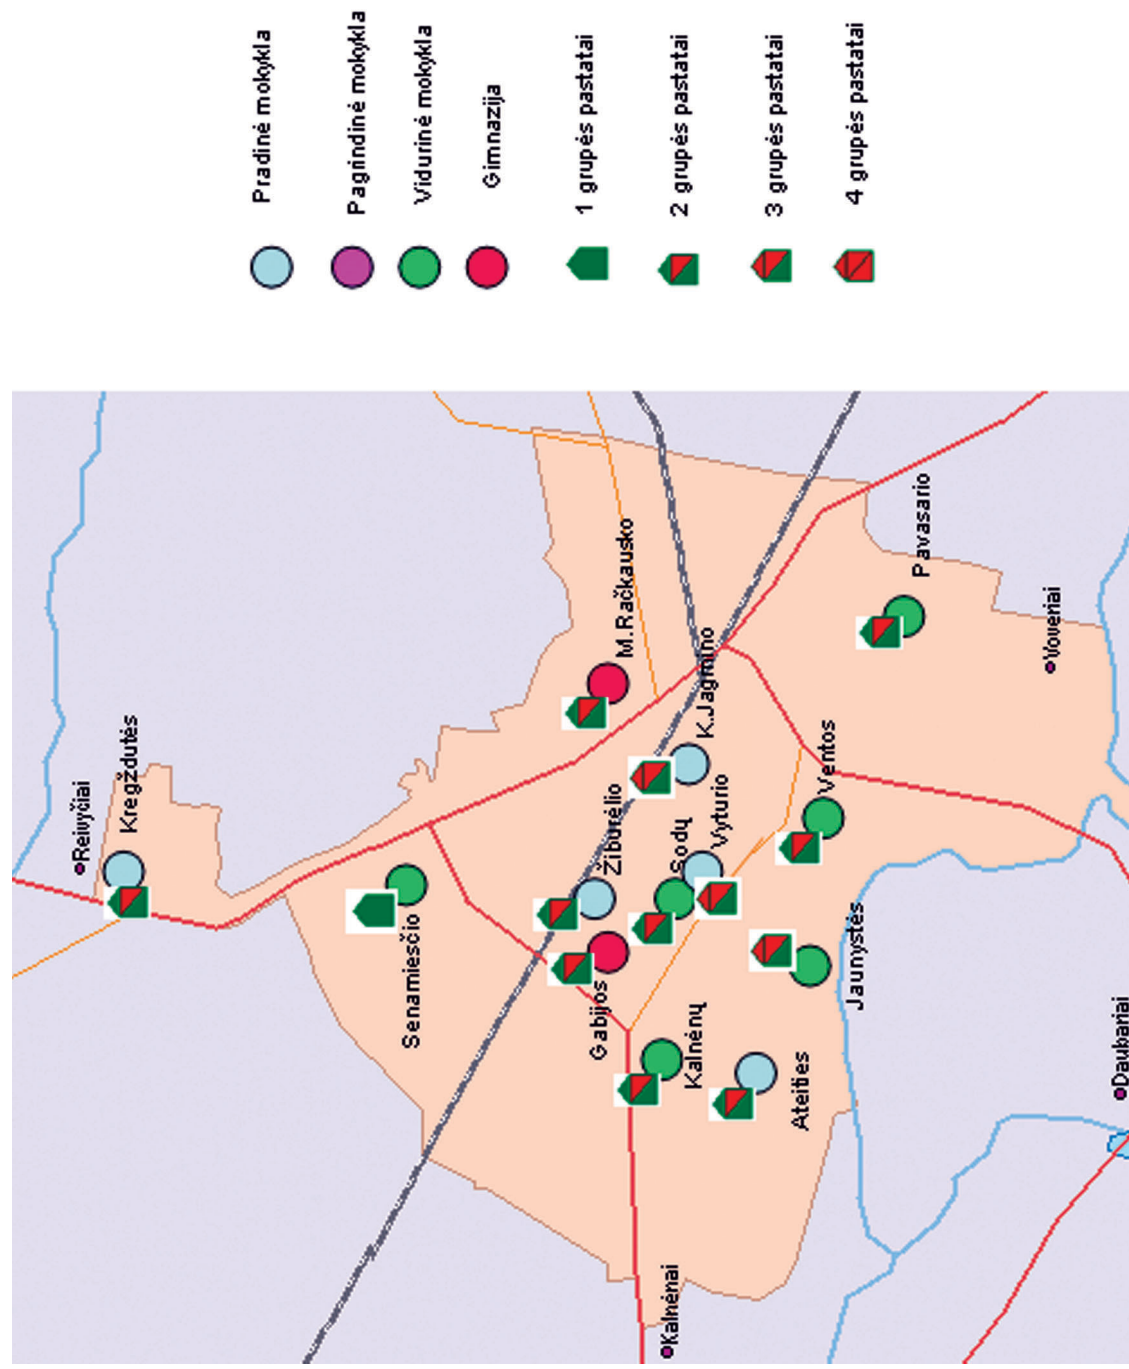 Pradinė mokykla
Pagrindinė mokykla
Vidurinė mokykla
Gimnazija
1 grupės pastatai
2 grupės pastatai
3 grupės pastatai
4 grupės pastatai
Reivyčiai
Kregždutės
Senamiesčio
M.Račkausko
Žiburėlio
Gabijos
K.Jagmino
Sodų
Vyturio
Kalnėnų
Ateities
Ventos
Jaunystės
Pavasario
Voveriai
Kalnėnai
Daubariai